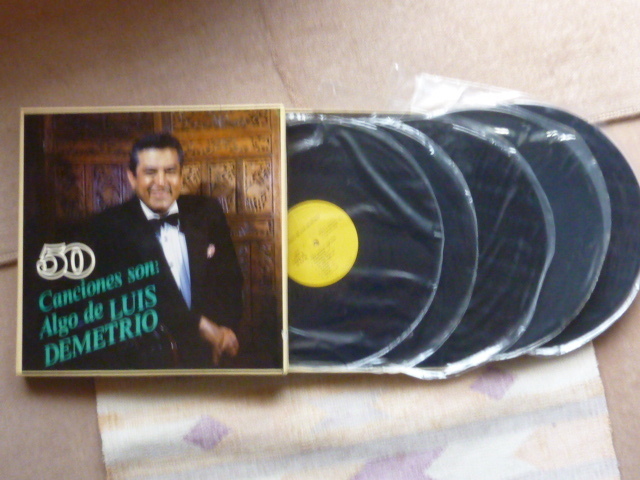 50
Canciones son:
Algo de LUIS
DEMETRIO